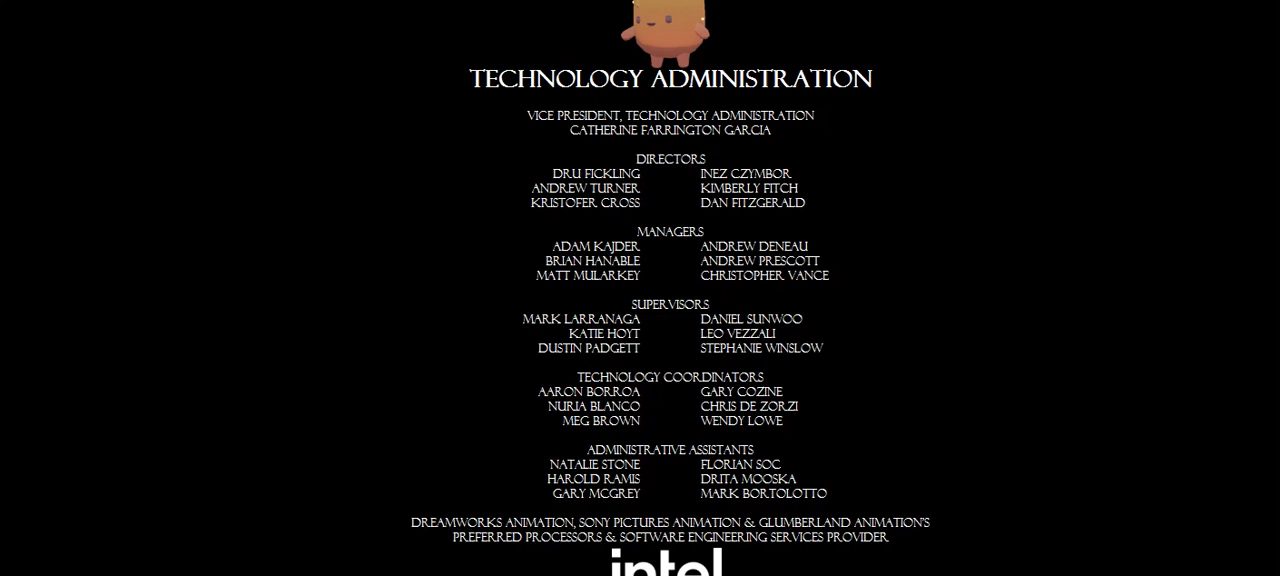 TECHNOLOGY ADMINISTRATION
VICE PRESIDENT, TECHNOLOGY ADMINISTRATION
CATHERINE FARRINGTON GARCIA
DIRECTORS
DRU FICKLING INEZ CZYMBOR
ANDREW TURNER KIMBERLY FITCH
KRISTOFER CROSS DAN FITZGERALD
MANAGERS
ADAM KAJDER ANDREW DENEAU
BRIAN HANABLE ANDREW PRESCOTT
MATT MULARKEY CHRISTOPHER VANCE
SUPERVISORS
MARK LARRANAGA DANIEL SUNWOO
KATIE HOYT LEO VEZZALI
DUSTIN PADGETT STEPHANIE WINSLOW
TECHNOLOGY COORDINATORS
AARON BORROA GARY COZINE
NURIA BLANCO CHRIS DE ZORZI
MEG BROWN WENDY LOWE
ADMINISTRATIVE ASSISTANTS
NATALIE STONE FLORIAN SOC
HAROLD RAMIS DRITA MOOSKA
GARY MCGREY MARK BORTOLOTTO
DREAMWORKS ANIMATION, SONY PICTURES ANIMATION & GLUMBERLAND ANIMATION'S
PREFERRED PROCESSORS & SOFTWARE ENGINEERING SERVICES PROVIDER
intel